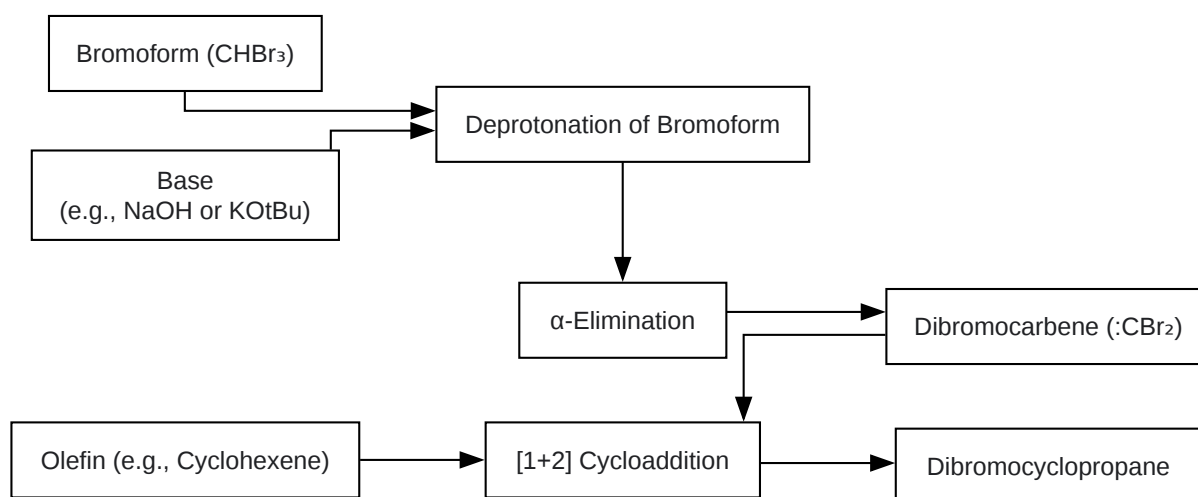 Bromoform (CHBr₃)
Deprotonation of Bromoform
Base
(e.g., NaOH or KOtBu)
α-Elimination
Dibromocarbene (:CBr₂)
Olefin (e.g., Cyclohexene)
[1+2] Cycloaddition
Dibromocyclopropane